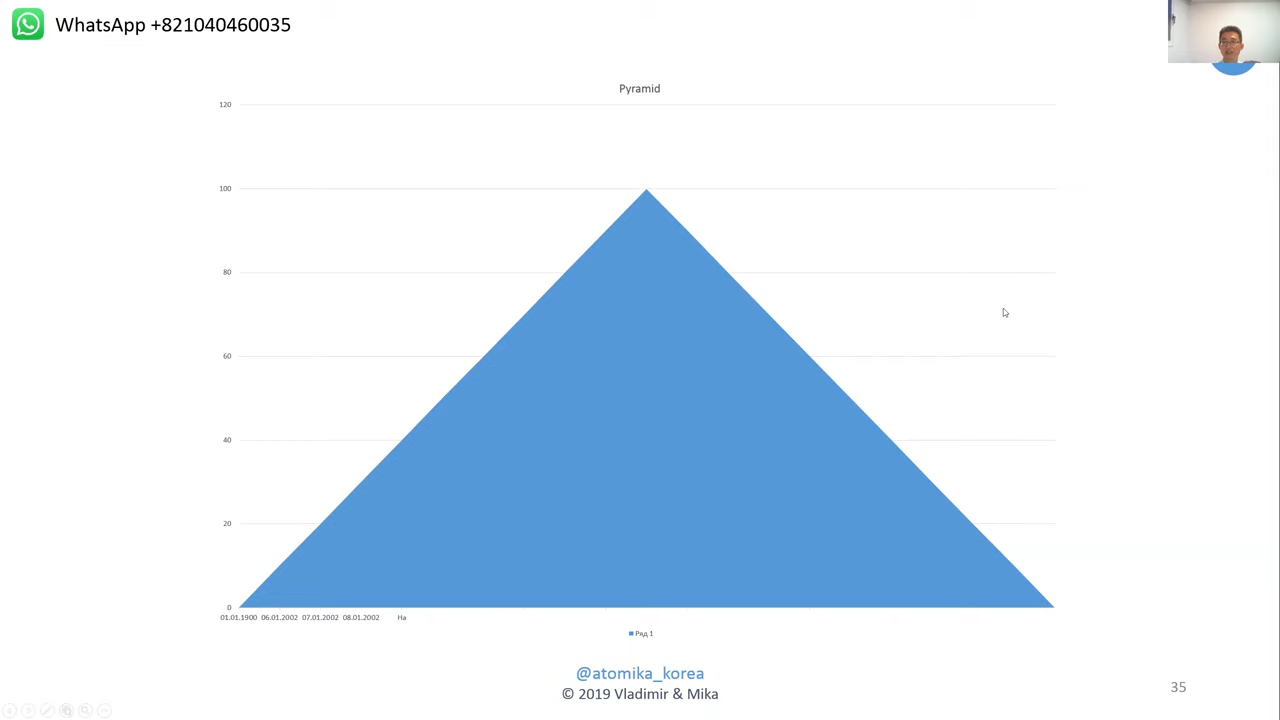 WhatsApp +821040460035
Pyramid
120
100
80
60
40
20
0
01.01.1900 06.01.2002 07.01.2002 08.01.2002 На
Ряд 1
@atomika_korea
© 2019 Vladimir & Mika
35